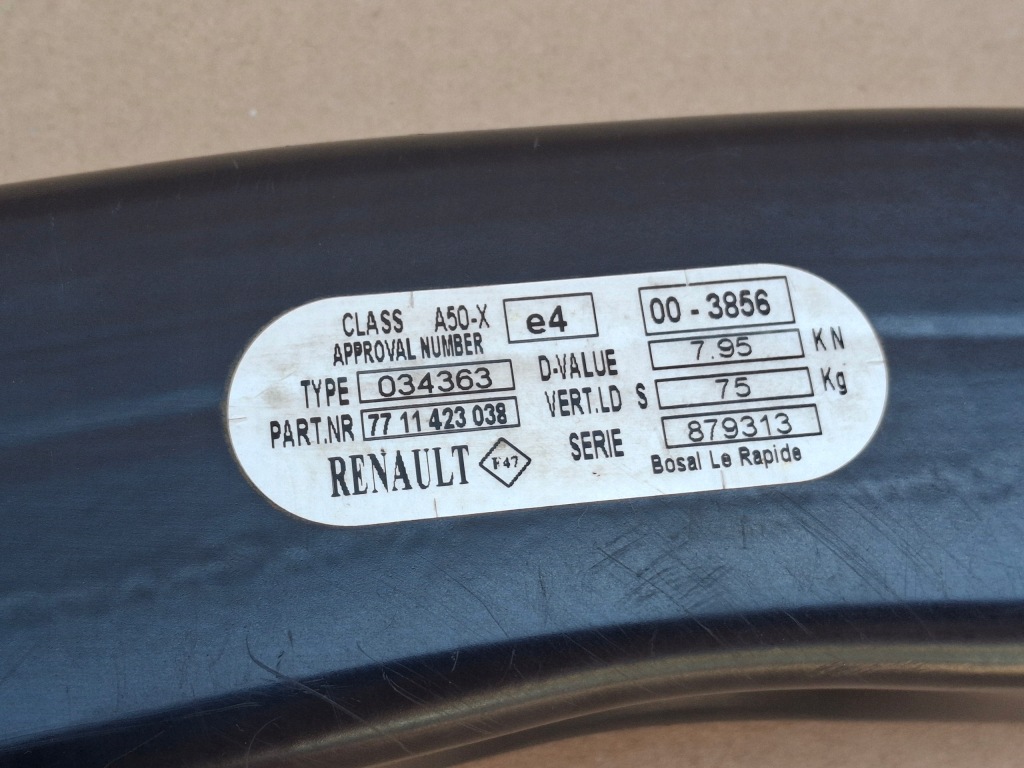 CLASS A50-X e4 00 - 3856
APPROVAL NUMBER
TYPE 034363 D-VALUE 7.95 KN
PART.NR 77 11 423 038 VERT.LD S 75 Kg
RENAULT F47 SERIE 879313
Bosal Le Rapide